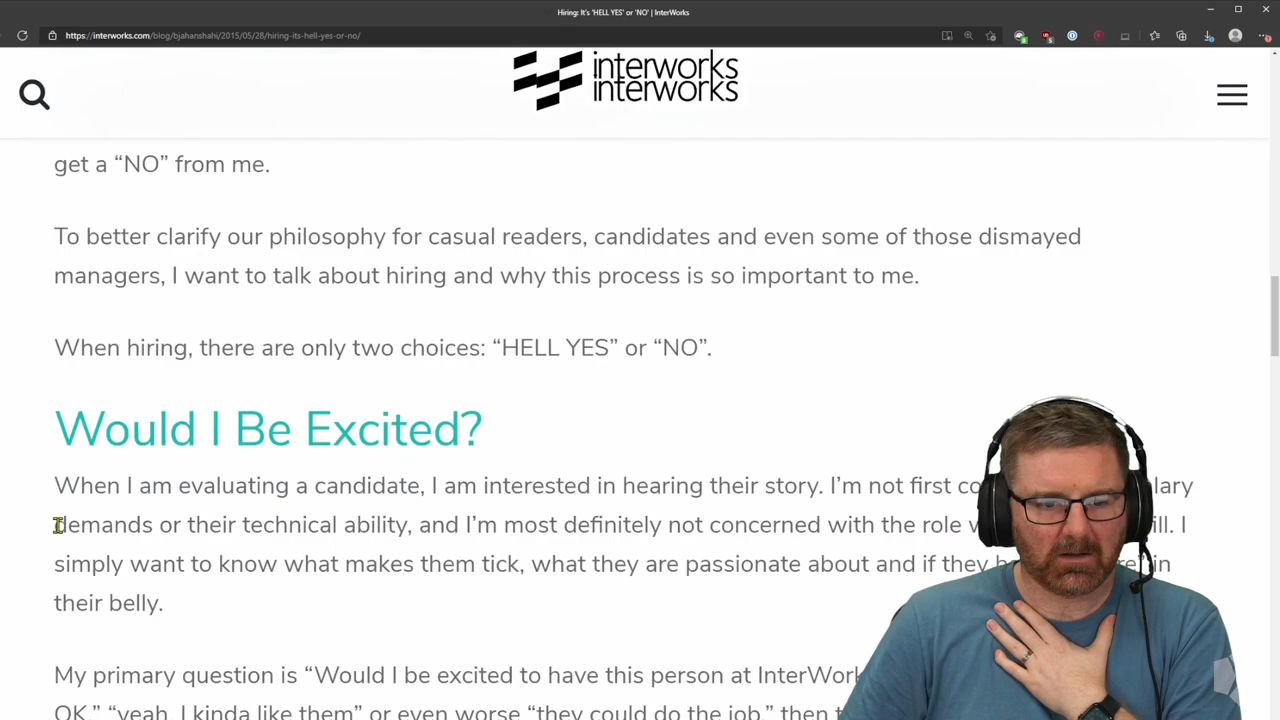 Hiring: It's 'HELL YES' or 'NO' | InterWorks
https://interworks.com/blog/bjahanshahi/2015/05/28/hiring-its-hell-yes-or-no/
interworks
interworks
get a “NO” from me.
To better clarify our philosophy for casual readers, candidates and even some of those dismayed
managers, I want to talk about hiring and why this process is so important to me.
When hiring, there are only two choices: “HELL YES” or “NO”.
Would I Be Excited?
When I am evaluating a candidate, I am interested in hearing their story. I’m not first
demands or their technical ability, and I’m most definitely not concerned with the role I
simply want to know what makes them tick, what they are passionate about and if they in
their belly.
My primary question is “Would I be excited to have this person at
OK,” “yeah, I kinda like them” or even worse “they could do the job,” then